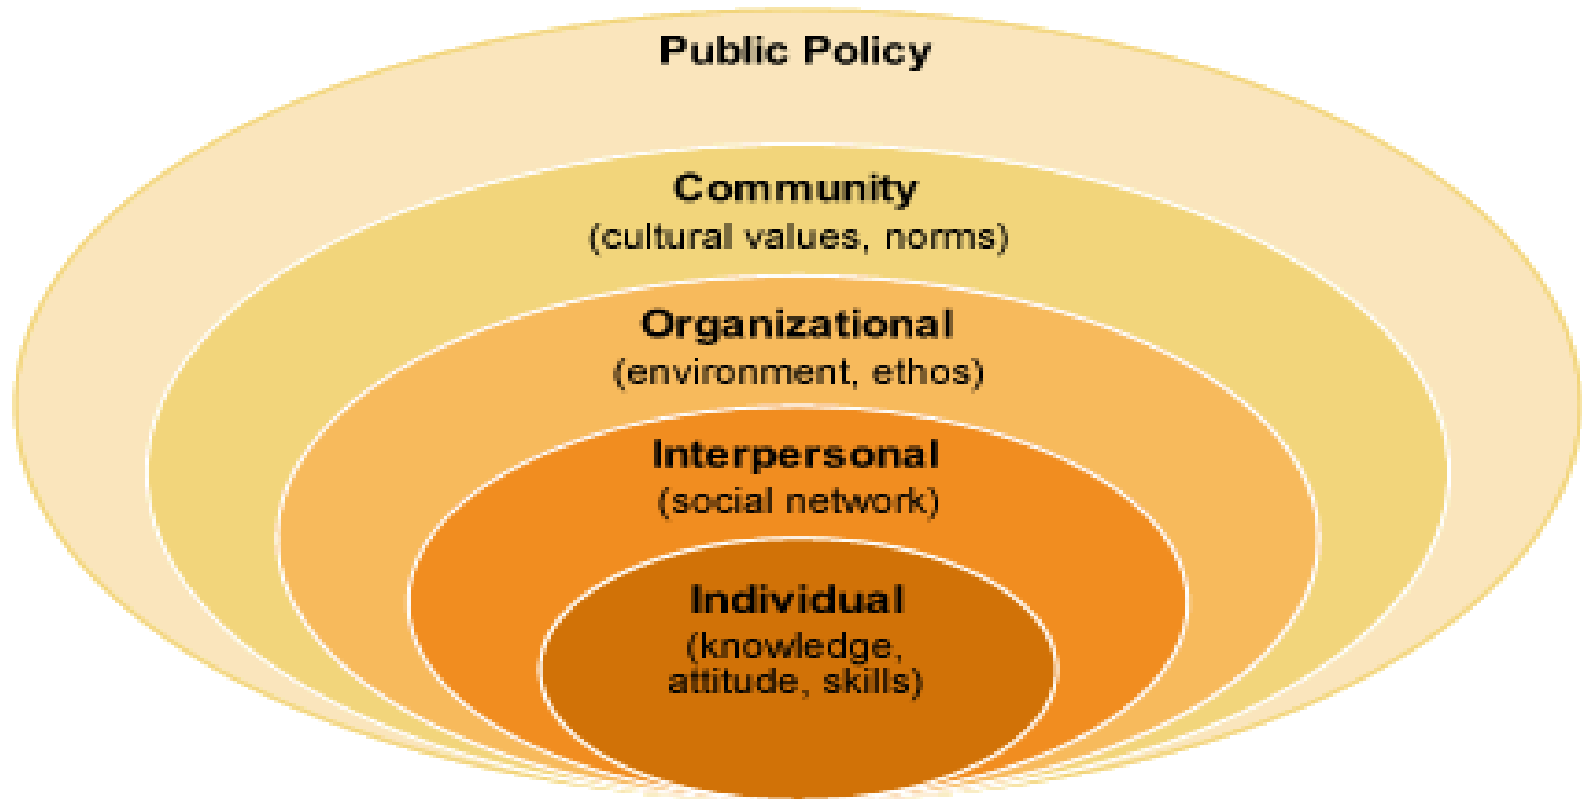 Public Policy
Community
(cultural values, norms)
Organizational
(environment, ethos)
Interpersonal
(social network)
Individual
(knowledge,
attitude, skills)